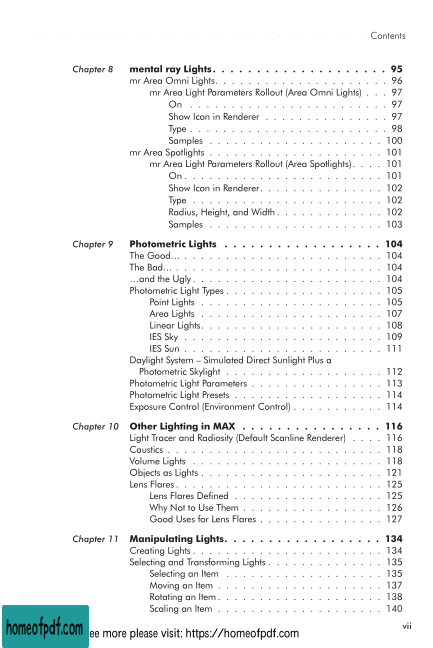 Contents
Chapter 8 mental ray Lights. . . . . . . . . . . . . . . . . . 95
mr Area Omni Lights. . . . . . . . . . . . . . . . . . 96
mr Area Light Parameters Rollout (Area Omni Lights) . . . 97
On . . . . . . . . . . . . . . . . . . . . 97
Show Icon in Renderer . . . . . . . . . . . . 97
Type . . . . . . . . . . . . . . . . . . . . 98
Samples . . . . . . . . . . . . . . . . . . 100
mr Area Spotlights . . . . . . . . . . . . . . . . . . 101
mr Area Light Parameters Rollout (Area Spotlights). . . . 101
On. . . . . . . . . . . . . . . . . . . . 101
Show Icon in Renderer. . . . . . . . . . . . . 102
Type . . . . . . . . . . . . . . . . . . . 102
Radius, Height, and Width. . . . . . . . . . . 102
Samples . . . . . . . . . . . . . . . . . . 103
Chapter 9 Photometric Lights . . . . . . . . . . . . . . . . . . 104
The Good… . . . . . . . . . . . . . . . . . . . . 104
The Bad… . . . . . . . . . . . . . . . . . . . . 104
…and the Ugly . . . . . . . . . . . . . . . . . . . 104
Photometric Light Types . . . . . . . . . . . . . . . . 105
Point Lights . . . . . . . . . . . . . . . . . . 105
Area Lights . . . . . . . . . . . . . . . . . . 107
Linear Lights. . . . . . . . . . . . . . . . . . 108
IES Sky . . . . . . . . . . . . . . . . . . . 109
IES Sun . . . . . . . . . . . . . . . . . . . 111
Daylight System – Simulated Direct Sunlight Plus a
Photometric Skylight . . . . . . . . . . . . . . . . 112
Photometric Light Parameters . . . . . . . . . . . . . 113
Photometric Light Presets . . . . . . . . . . . . . . . 114
Exposure Control (Environment Control) . . . . . . . . . 114
Chapter 10 Other Lighting in MAX . . . . . . . . . . . . . . . . 116
Light Tracer and Radiosity (Default Scanline Renderer) . . . . 116
Caustics . . . . . . . . . . . . . . . . . . . . . 118
Volume Lights . . . . . . . . . . . . . . . . . . . 118
Objects as Lights . . . . . . . . . . . . . . . . . . 121
Lens Flares. . . . . . . . . . . . . . . . . . . . . 125
Lens Flares Defined . . . . . . . . . . . . . . . 125
Why Not to Use Them . . . . . . . . . . . . . . 126
Good Uses for Lens Flares . . . . . . . . . . . . 127
Chapter 11 Manipulating Lights. . . . . . . . . . . . . . . . . . 134
Creating Lights . . . . . . . . . . . . . . . . . . . 134
Selecting and Transforming Lights . . . . . . . . . . . . 135
Selecting an Item . . . . . . . . . . . . . . . . 135
Moving an Item . . . . . . . . . . . . . . . . . 137
Rotating an Item . . . . . . . . . . . . . . . . . 138
Scaling an Item . . . . . . . . . . . . . . . . . 140
vii
homeofpdf.com ee more please visit: https://homeofpdf.com